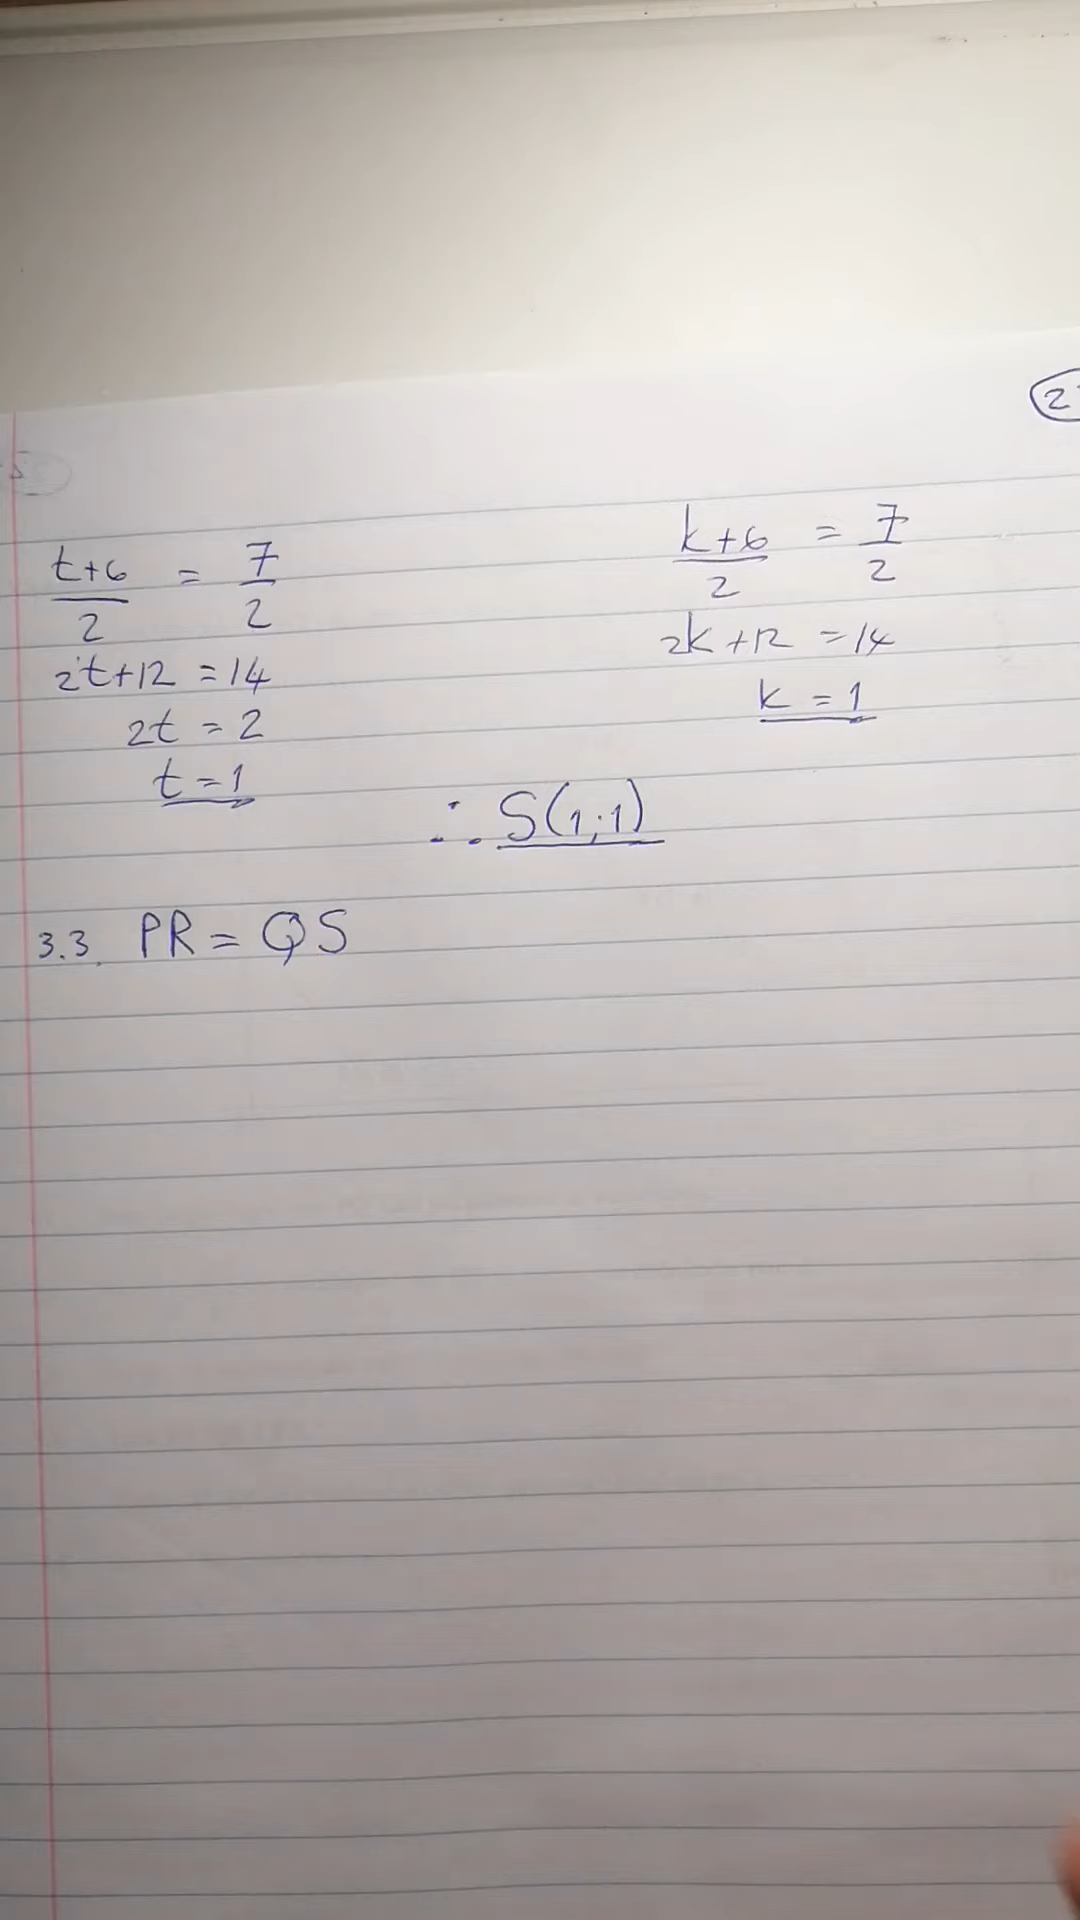 (t+6)/2 = 7/2
2t+12 = 14
2t = 2
t = 1
(k+6)/2 = 7/2
2k+12 = 14
k = 1
∴ S(1;1)
3.3. PR = QS